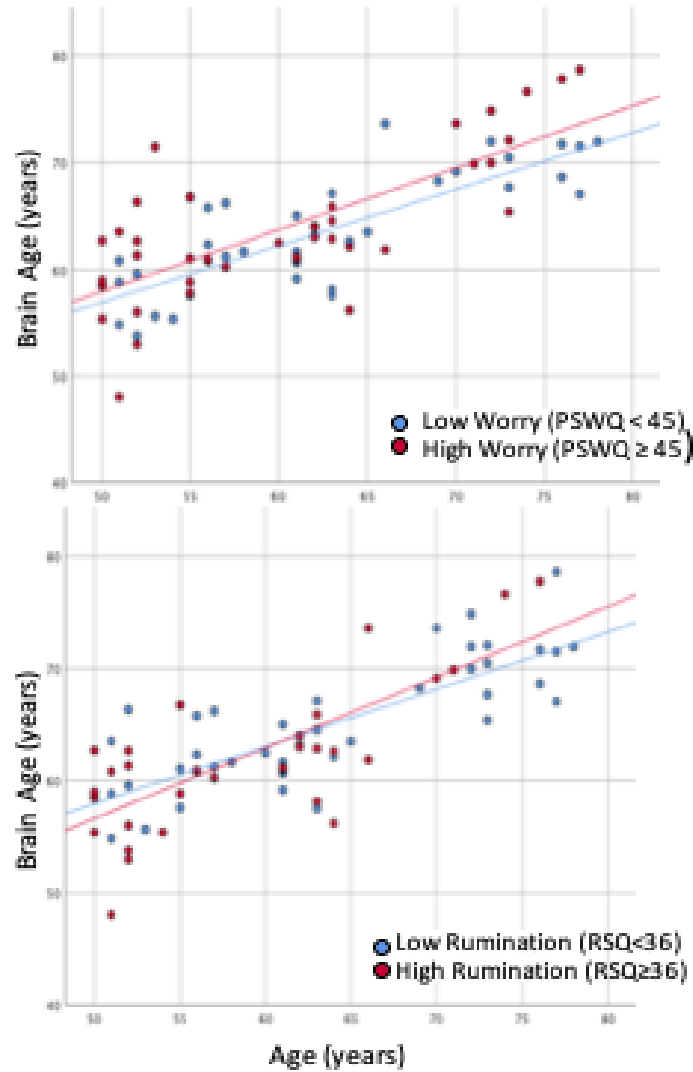 80
70
60
50
40
Brain Age (years)
Low Worry (PSWQ < 45)
High Worry (PSWQ ≥ 45)
50 55 60 65 70 75 80
80
70
60
50
40
Brain Age (years)
Low Rumination (RSQ<36)
High Rumination (RSQ≥36)
50 55 60 65 70 75 80
Age (years)